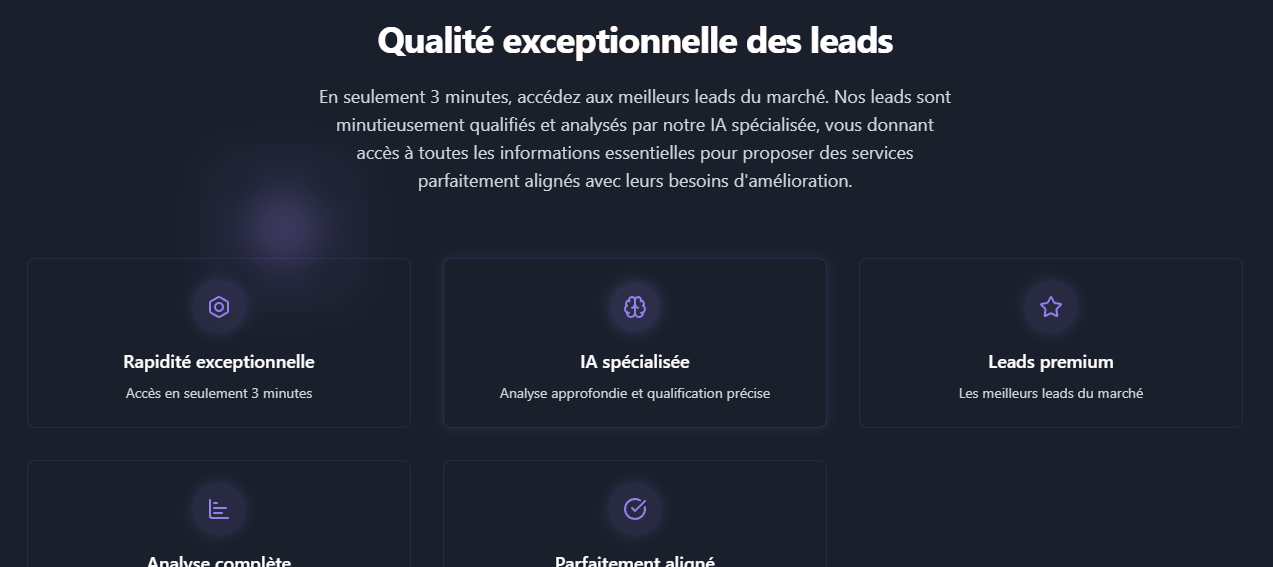 Qualité exceptionnelle des leads
En seulement 3 minutes, accédez aux meilleurs leads du marché. Nos leads sont
minutieusement qualifiés et analysés par notre IA spécialisée, vous donnant
accès à toutes les informations essentielles pour proposer des services
parfaitement alignés avec leurs besoins d'amélioration.
Rapidité exceptionnelle
Accès en seulement 3 minutes
IA spécialisée
Analyse approfondie et qualification précise
Leads premium
Les meilleurs leads du marché
Analyse complète
Parfaitement aligné